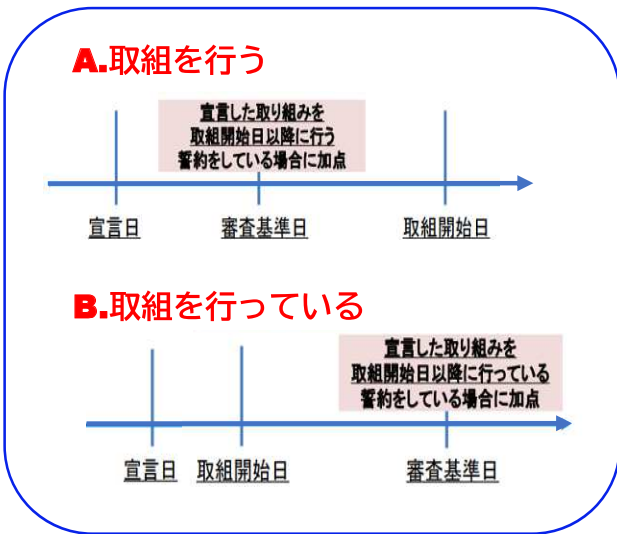 A.取組を行う
宣言した取り組みを
取組開始日以降に行う
誓約をしている場合に加点
宣言日 審査基準日 取組開始日
B.取組を行っている
宣言した取り組みを
取組開始日以降に行っている
誓約をしている場合に加点
宣言日 取組開始日 審査基準日